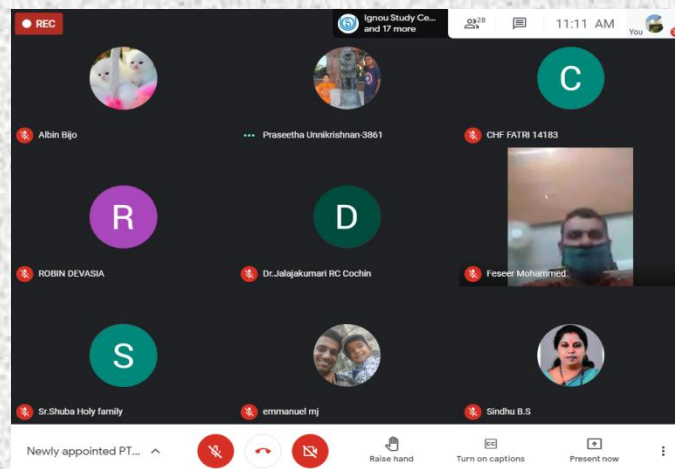 REC
Ignou Study Ce...
and 17 more
28
11:11 AM
You
Albin Bijo
Praseetha Unnikrishnan-3861
C
CHF FATRI 14183
R
ROBIN DEVASIA
D
Dr.Jalajakumari RC Cochin
Feseer Mohammed
S
Sr.Shuba Holy family
emmanuel mj
Sindhu B.S
Newly appointed PT...
Raise hand
CC
Turn on captions
Present now